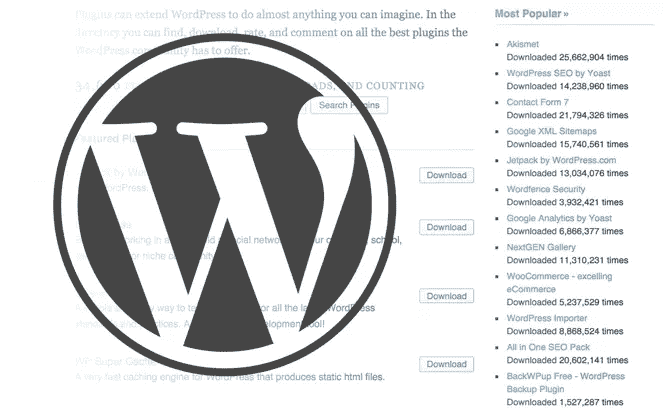 Plugins can extend WordPress to do almost anything you can imagine. In the
directory you can find, download, rate, and comment on all the best plugins the
WordPress community has to offer.
AND COUNTING
Search Plugins
Download
Download
school,
Download
WordPress
Download
A very fast caching engine for WordPress that produces static html files.
W
Most Popular »
Akismet
Downloaded 25,662,904 times
WordPress SEO by Yoast
Downloaded 14,238,960 times
Contact Form 7
Downloaded 21,794,326 times
Google XML Sitemaps
Downloaded 15,740,561 times
Jetpack by WordPress.com
Downloaded 13,034,076 times
Wordfence Security
Downloaded 3,932,421 times
Google Analytics by Yoast
Downloaded 6,866,377 times
NextGEN Gallery
Downloaded 11,310,231 times
WooCommerce - excelling
eCommerce
Downloaded 5,237,529 times
WordPress Importer
Downloaded 8,868,524 times
All in One SEO Pack
Downloaded 20,602,141 times
BackWPup Free - WordPress
Backup Plugin
Downloaded 1,527,287 times